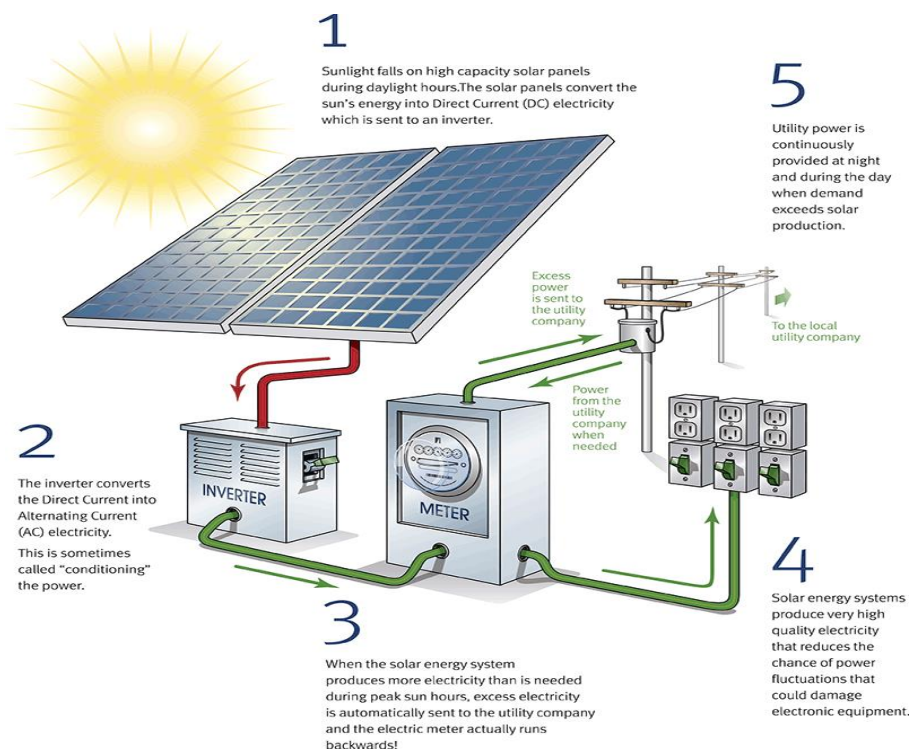 1
Sunlight falls on high capacity solar panels
during daylight hours.The solar panels convert the
sun's energy into Direct Current (DC) electricity
which is sent to an inverter.
5
Utility power is
continuously
provided at night
and during the day
when demand
exceeds solar
production.
Excess
power
is sent to
the utility
company
To the local
utility company
Power
from the
utility
company
when
needed
2
The inverter converts
the Direct Current into
Alternating Current
(AC) electricity.
This is sometimes
called “conditioning”
the power.
INVERTER
METER
3
When the solar energy system
produces more electricity than is needed
during peak sun hours, excess electricity
is automatically sent to the utility company
and the electric meter actually runs
backwards!
4
Solar energy systems
produce very high
quality electricity
that reduces the
chance of power
fluctuations that
could damage
electronic equipment.